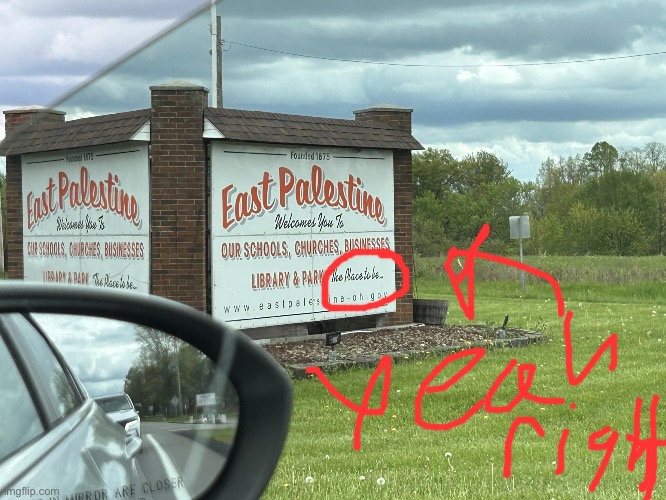 Founded 1875
East Palestine
Welcomes You To
OUR SCHOOLS, CHURCHES, BUSINESSES
LIBRARY & PARK The Place to be...
Founded 1875
East Palestine
Welcomes You To
OUR SCHOOLS, CHURCHES, BUSINESSES
LIBRARY & PARK The Place to be...
www.eastpalestine-oh.gov
yeah
right
MIRROR ARE CLOSER
imgflip.com